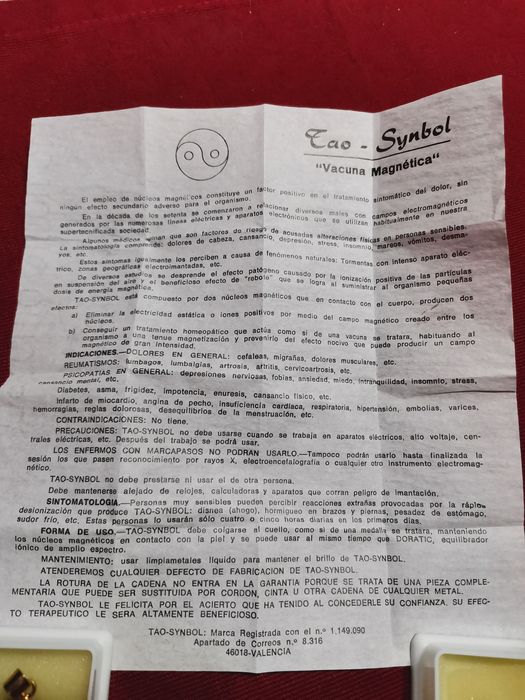 Tao - Synbol
"Vacuna Magnética"
El empleo de núcleos magnéticos constituye un factor positivo en el tratamiento sintomático del dolor, sin
ningún efecto secundario adverso para el organismo.
En la década de los setenta se comenzaron a relacionar diversos males con campos electromagnéticos
generados por las numerosas líneas eléctricas y aparatos electrónicos que se utilizan habitualmente en nuestra
supertecnificada sociedad.
Algunos médicos opinan que son factores de riesgo de acusadas alteraciones físicas en personas sensibles.
La sintomatología comprende: dolores de cabeza, cansancio, depresión, stress, insomnio, mareos, vómitos, desma-
yos, etc.
Estos síntomas igualmente los perciben a causa de fenómenos naturales: Tormentas con intenso aparato eléc-
trico, zonas geográficas electroimantadas, etc.
De diversos estudios se desprende el efecto patógeno causado por la ionización positiva de las partículas
en suspensión del aire y el beneficioso efecto de "rebote" que se logra al suministrar al organismo pequeñas
dosis de energía magnética.
TAO-SYNBOL está compuesto por dos núcleos magnéticos que en contacto con el cuerpo, producen dos
efectos:
a) Eliminar la electricidad estática o iones positivos por medio del campo magnético creado entre los
núcleos.
b) Conseguir un tratamiento homeopático que actúa como si de una vacuna se tratara, habituando al
organismo a una tenue magnetización y prevenirlo del efecto nocivo que puede producir un campo
magnético de gran intensidad.
INDICACIONES.—DOLORES EN GENERAL: cefaleas, migrañas, dolores musculares, etc.
REUMATISMOS: lumbagos, lumbalgias, artrosis, artritis, cervicoartrosis, etc.
PSICOPATIAS EN GENERAL: depresiones nerviosas, fobias, ansiedad, miedo, intranquilidad, insomnio, stress,
cansancio mental, etc.
Diabetes, asma, frigidez, impotencia, enuresis, cansancio físico, etc.
Infarto de miocardio, angina de pecho, insuficiencia cardíaca, respiratoria, hipertensión, embolias, varices,
hemorragias, reglas dolorosas, desequilibrios de la menstruación, etc.
CONTRAINDICACIONES: No tiene.
PRECAUCIONES: TAO-SYNBOL no debe usarse cuando se trabaja en aparatos eléctricos, alto voltaje, cen-
trales eléctricas, etc. Después del trabajo se podrá usar.
LOS ENFERMOS CON MARCAPASOS NO PODRAN USARLO.—Tampoco podrán usarlo hasta finalizada la
sesión los que pasen reconocimiento por rayos X, electroencefalografía o cualquier otro instrumento electromag-
nético.
TAO-SYNBOL no debe prestarse ni usar el de otra persona.
Debe mantenerse alejado de relojes, calculadoras y aparatos que corran peligro de imantación.
SINTOMATOLOGIA.—Personas muy sensibles pueden percibir reacciones extrañas provocadas por la rápida
desionización que produce TAO-SYNBOL: disnea (ahogo), hormigueo en brazos y piernas, pesadez de estómago,
sudor frío, etc. Estas personas lo usarán sólo cuatro o cinco horas diarias en los primeros días.
FORMA DE USO.—TAO-SYNBOL debe colgarse al cuello, como si de una medalla se tratara, manteniendo
los núcleos magnéticos en contacto con la piel y se puede usar al mismo tiempo que DORATIC, equilibrador
iónico de amplio espectro.
MANTENIMIENTO: usar limpiametales líquido para mantener el brillo de TAO-SYNBOL.
ATENDEREMOS CUALQUIER DEFECTO DE FABRICACION DE TAO-SYNBOL.
LA ROTURA DE LA CADENA NO ENTRA EN LA GARANTIA PORQUE SE TRATA DE UNA PIEZA COMPLE-
MENTARIA QUE PUEDE SER SUSTITUIDA POR CORDON, CINTA U OTRA CADENA DE CUALQUIER METAL.
TAO-SYNBOL LE FELICITA POR EL ACIERTO QUE HA TENIDO AL CONCEDERLE SU CONFIANZA. SU EFEC-
TO TERAPEUTICO LE SERA ALTAMENTE BENEFICIOSO.
TAO-SYNBOL: Marca Registrada con el n.º 1.149.090
Apartado de Correos n.º 8.316
46018-VALENCIA